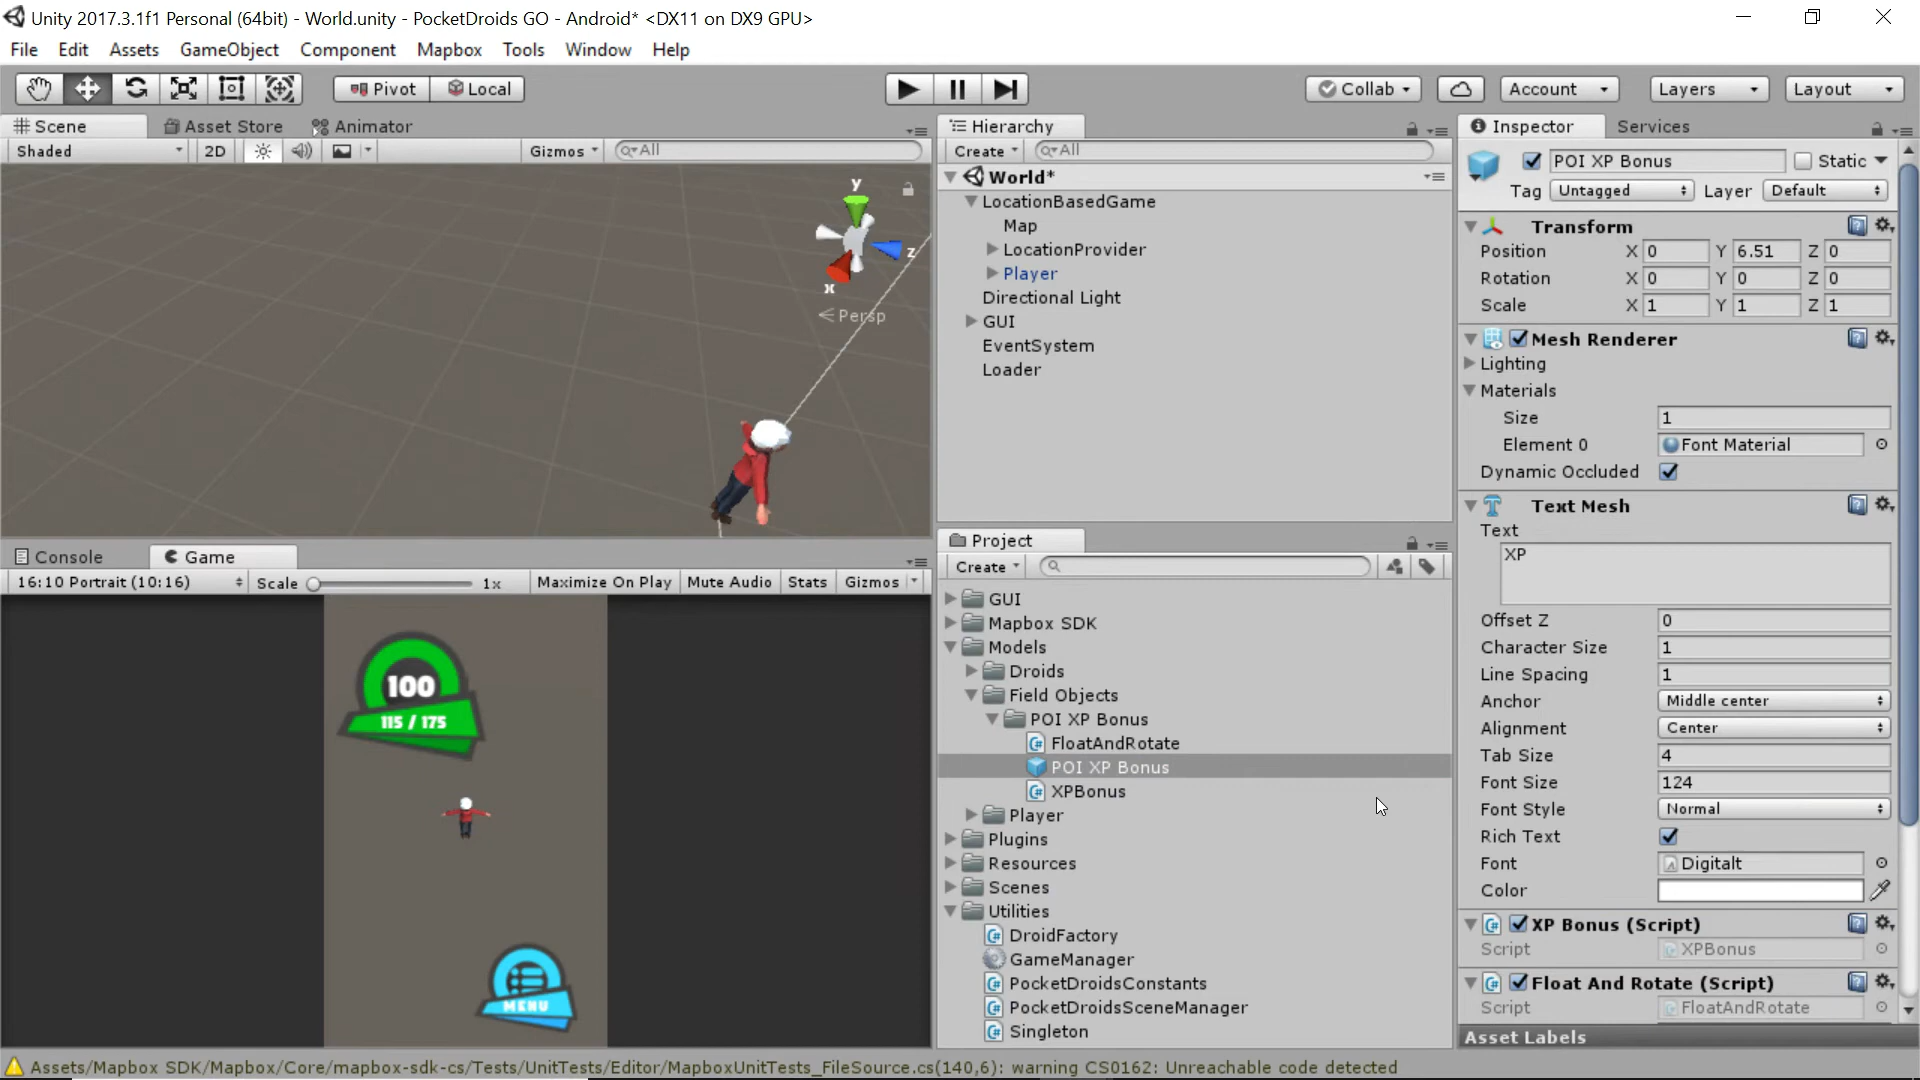 Unity 2017.3.1f1 Personal (64bit) - World.unity - PocketDroids GO - Android* <DX11 on DX9 GPU>
File Edit Assets GameObject Component Mapbox Tools Window Help
Pivot Local Collab Account Layers Layout
Scene Asset Store Animator
Shaded 2D Gizmos All
y
z
x
Persp
Console Game
16:10 Portrait (10:16) Scale 1x Maximize On Play Mute Audio Stats Gizmos
100
115 / 175
MENU
Hierarchy
Create All
World*
LocationBasedGame
Map
LocationProvider
Player
Directional Light
GUI
EventSystem
Loader
Project
Create
GUI
Mapbox SDK
Models
Droids
Field Objects
POI XP Bonus
FloatAndRotate
POI XP Bonus
XPBonus
Player
Plugins
Resources
Scenes
Utilities
DroidFactory
GameManager
PocketDroidsConstants
PocketDroidsSceneManager
Singleton
Inspector Services
POI XP Bonus Static
Tag Untagged Layer Default
Transform
Position X 0 Y 6.51 Z 0
Rotation X 0 Y 0 Z 0
Scale X 1 Y 1 Z 1
Mesh Renderer
Lighting
Materials
Size 1
Element 0 Font Material
Dynamic Occluded
Text Mesh
Text
XP
Offset Z 0
Character Size 1
Line Spacing 1
Anchor Middle center
Alignment Center
Tab Size 4
Font Size 124
Font Style Normal
Rich Text
Font Digitalt
Color
XP Bonus (Script)
Script XPBonus
Float And Rotate (Script)
Script FloatAndRotate
Asset Labels
Assets/Mapbox SDK/Mapbox/Core/mapbox-sdk-cs/Tests/UnitTests/Editor/MapboxUnitTests_FileSource.cs(140,6): warning CS0162: Unreachable code detected